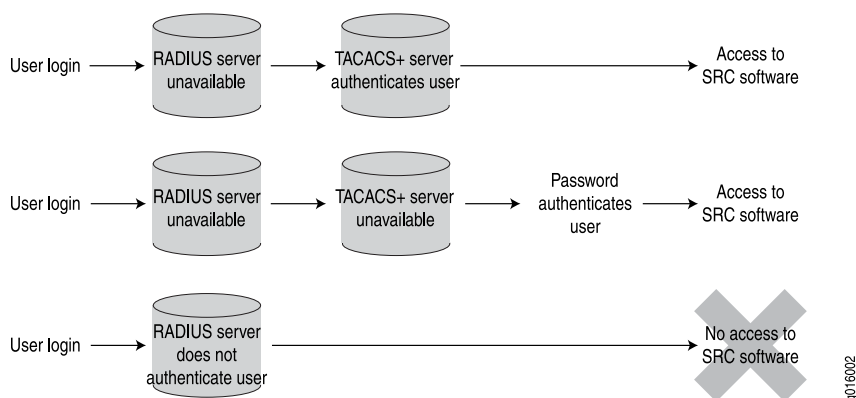 User login
RADIUS server
unavailable
TACACS+ server
authenticates user
Access to
SRC software
User login
RADIUS server
unavailable
TACACS+ server
unavailable
Password
authenticates
user
Access to
SRC software
User login
RADIUS server
does not
authenticate user
No access to
SRC software
g016002